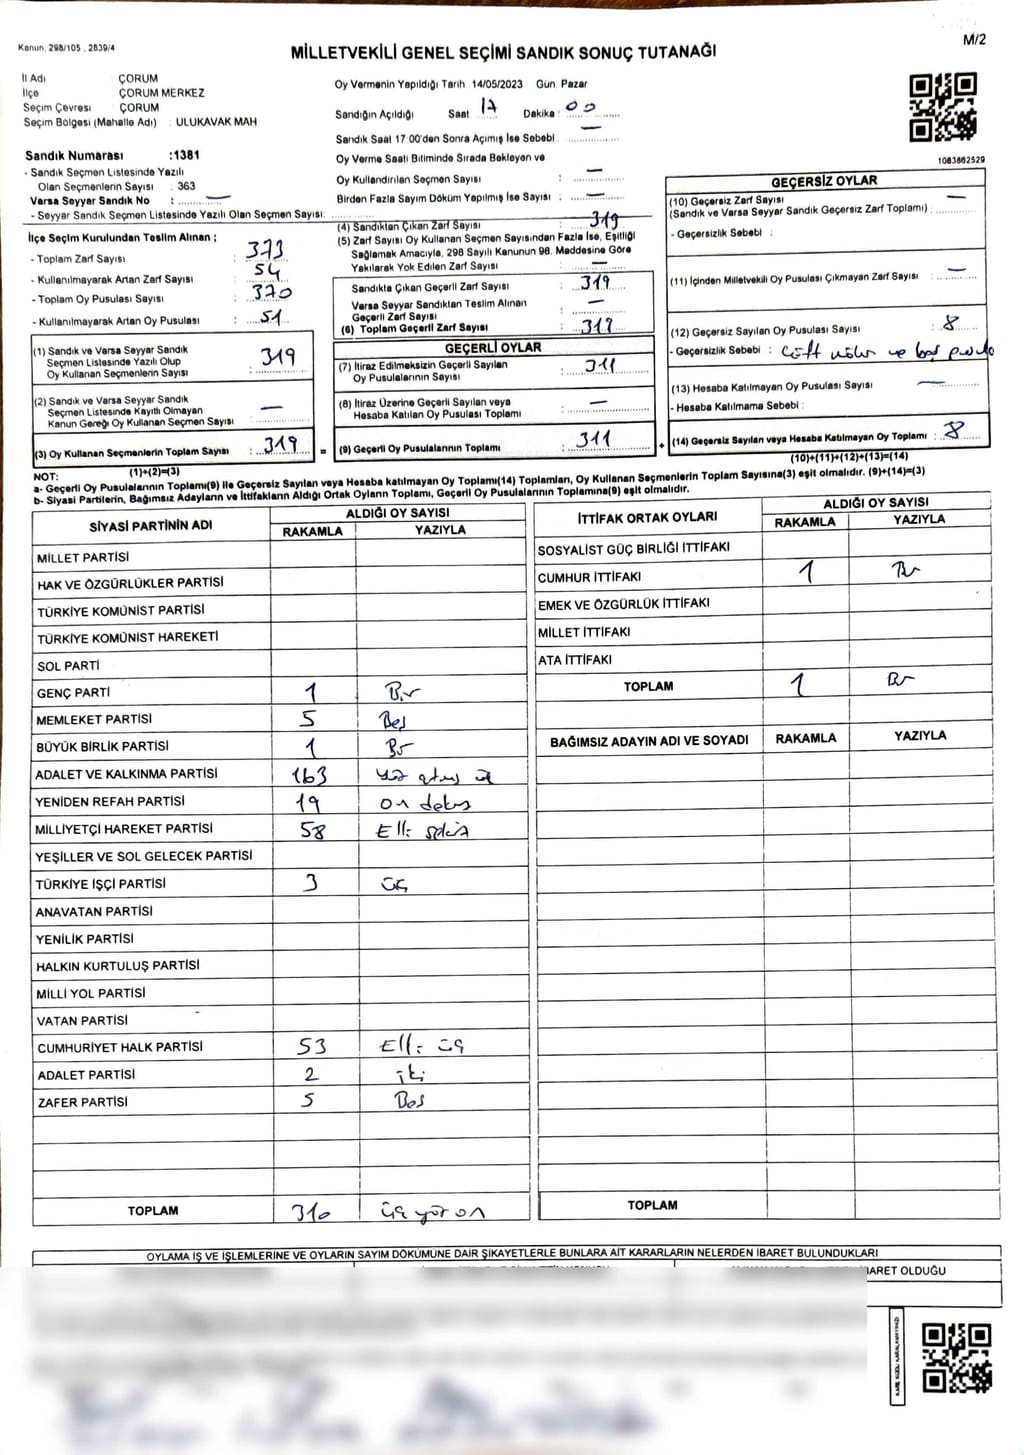 Kanun, 298/105 , 2839/4
M/2
MİLLETVEKİLİ GENEL SEÇİMİ SANDIK SONUÇ TUTANAĞI
İl Adı : ÇORUM
İlçe : ÇORUM MERKEZ
Seçim Çevresi : ÇORUM
Seçim Bölgesi (Mahalle Adı) : ULUKAVAK MAH
Sandık Numarası :1381
- Sandık Seçmen Listesinde Yazılı
Olan Seçmenlerin Sayısı : 363
Varsa Seyyar Sandık No : —
- Seyyar Sandık Seçmen Listesinde Yazılı Olan Seçmen Sayısı:
Oy Vermenin Yapıldığı Tarih 14/05/2023 Gün: Pazar
Sandığın Açıldığı Saat 17 Dakika : 00
Sandık Saat 17:00'den Sonra Açımış İse Sebebi —
Oy Verme Saati Bitiminde Sırada Bekleyen ve
Oy Kullandırılan Seçmen Sayısı : —
Birden Fazla Sayım Döküm Yapılmış İse Sayısı : —
1083862529
İlçe Seçim Kurulundan Teslim Alınan ;
- Toplam Zarf Sayısı : 373
- Kullanılmayarak Artan Zarf Sayısı : 54
- Toplam Oy Pusulası Sayısı : 370
- Kullanılmayarak Artan Oy Pusulası : 51
(1) Sandık ve Varsa Seyyar Sandık
Seçmen Listesinde Yazılı Olup
Oy Kullanan Seçmenlerin Sayısı : 319
(2) Sandık ve Varsa Seyyar Sandık
Seçmen Listesinde Kayıtlı Olmayan
Kanun Gereği Oy Kullanan Seçmen Sayısı : —
(3) Oy Kullanan Seçmenlerin Toplam Sayısı : 319
(1)+(2)=(3)
(4) Sandıktan Çıkan Zarf Sayısı : 319
(5) Zarf Sayısı Oy Kullanan Seçmen Sayısından Fazla İse, Eşitliği
Sağlamak Amacıyla, 298 Sayılı Kanunun 98. Maddesine Göre
Yakılarak Yok Edilen Zarf Sayısı : —
Sandıkta Çıkan Geçerli Zarf Sayısı : 319
Varsa Seyyar Sandıktan Teslim Alınan
Geçerli Zarf Sayısı : —
(6) Toplam Geçerli Zarf Sayısı : 319
GEÇERLİ OYLAR
(7) İtiraz Edilmeksizin Geçerli Sayılan
Oy Pusulalarının Sayısı : 311
(8) İtiraz Üzerine Geçerli Sayılan veya
Hesaba Katılan Oy Pusulası Toplamı : —
= (9) Geçerli Oy Pusulalarının Toplamı : 311
GEÇERSİZ OYLAR
(10) Geçersiz Zarf Sayısı
(Sandık ve Varsa Seyyar Sandık Geçersiz Zarf Toplamı) : —
- Geçersizlik Sebebi :
(11) İçinden Milletvekili Oy Pusulası Çıkmayan Zarf Sayısı : —
(12) Geçersiz Sayılan Oy Pusulası Sayısı : 8
- Geçersizlik Sebebi : Çift mühür ve boş pusula
(13) Hesaba Katılmayan Oy Pusulası Sayısı : —
- Hesaba Katılmama Sebebi :
+ (14) Geçersiz Sayılan veya Hesaba Katılmayan Oy Toplamı : 8
(10)+(11)+(12)+(13)=(14)
NOT:
a- Geçerli Oy Pusulalarının Toplamı(9) ile Geçersiz Sayılan veya Hesaba katılmayan Oy Toplamı(14) Toplamları, Oy Kullanan Seçmenlerin Toplam Sayısına(3) eşit olmalıdır. (9)+(14)=(3)
b- Siyasi Partilerin, Bağımsız Adayların ve İttifakların Aldığı Ortak Oyların Toplamı, Geçerli Oy Pusulalarının Toplamına(9) eşit olmalıdır.
SİYASİ PARTİNİN ADI ALDIĞI OY SAYISI
RAKAMLA YAZIYLA
MİLLET PARTİSİ
HAK VE ÖZGÜRLÜKLER PARTİSİ
TÜRKİYE KOMÜNİST PARTİSİ
TÜRKİYE KOMÜNİST HAREKETİ
SOL PARTİ
GENÇ PARTİ 1 Bir
MEMLEKET PARTİSİ 5 Beş
BÜYÜK BİRLİK PARTİSİ 1 Bir
ADALET VE KALKINMA PARTİSİ 163 Yüz atmış üç
YENİDEN REFAH PARTİSİ 19 on dokuz
MİLLİYETÇİ HAREKET PARTİSİ 58 Elli sekiz
YEŞİLLER VE SOL GELECEK PARTİSİ
TÜRKİYE İŞÇİ PARTİSİ 3 üç
ANAVATAN PARTİSİ
YENİLİK PARTİSİ
HALKIN KURTULUŞ PARTİSİ
MİLLİ YOL PARTİSİ
VATAN PARTİSİ
CUMHURİYET HALK PARTİSİ 53 Elli üç
ADALET PARTİSİ 2 iki
ZAFER PARTİSİ 5 Beş
TOPLAM 310 üç yüz on
İTTİFAK ORTAK OYLARI ALDIĞI OY SAYISI
RAKAMLA YAZIYLA
SOSYALİST GÜÇ BİRLİĞİ İTTİFAKI
CUMHUR İTTİFAKI 1 Bir
EMEK VE ÖZGÜRLÜK İTTİFAKI
MİLLET İTTİFAKI
ATA İTTİFAKI
TOPLAM 1 Bir
BAĞIMSIZ ADAYIN ADI VE SOYADI RAKAMLA YAZIYLA
TOPLAM
OYLAMA İŞ VE İŞLEMLERİNE VE OYLARIN SAYIM DÖKÜMÜNE DAİR ŞİKAYETLERLE BUNLARA AİT KARARLARIN NELERDEN İBARET BULUNDUKLARI
İBARET OLDUĞU